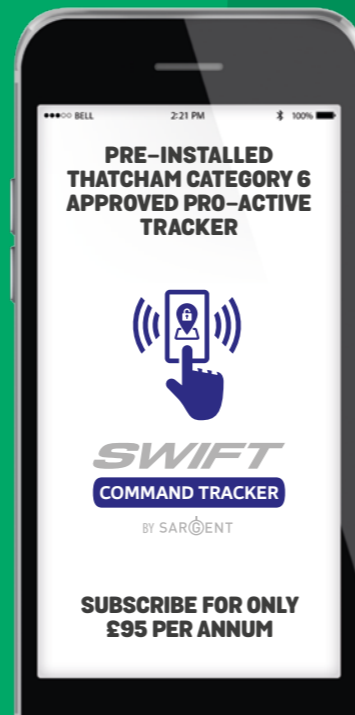 BELL 2:21 PM 100%
PRE-INSTALLED
THATCHAM CATEGORY 6
APPROVED PRO-ACTIVE
TRACKER
SWIFT
COMMAND TRACKER
BY SARGENT
SUBSCRIBE FOR ONLY
£95 PER ANNUM